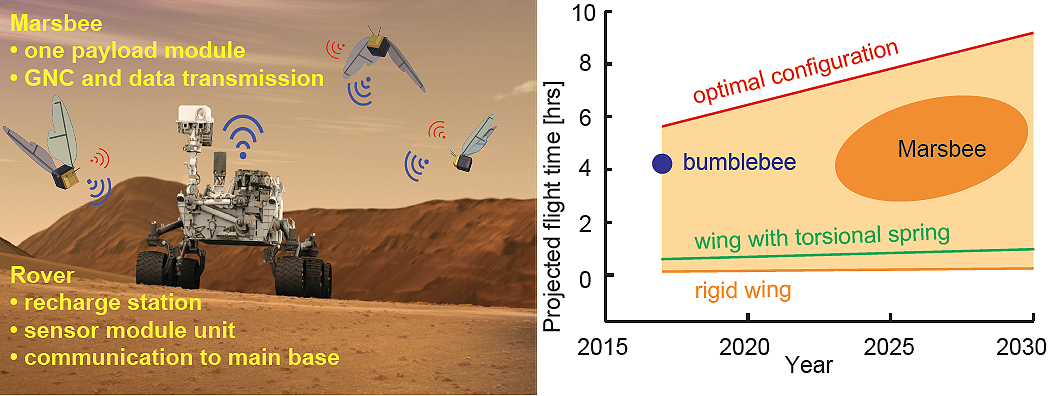 Marsbee
• one payload module
• GNC and data transmission
Rover
• recharge station
• sensor module unit
• communication to main base
Projected flight time [hrs]
10
8
6
4
2
0
optimal configuration
bumblebee
Marsbee
wing with torsional spring
rigid wing
2015
2020
2025
2030
Year